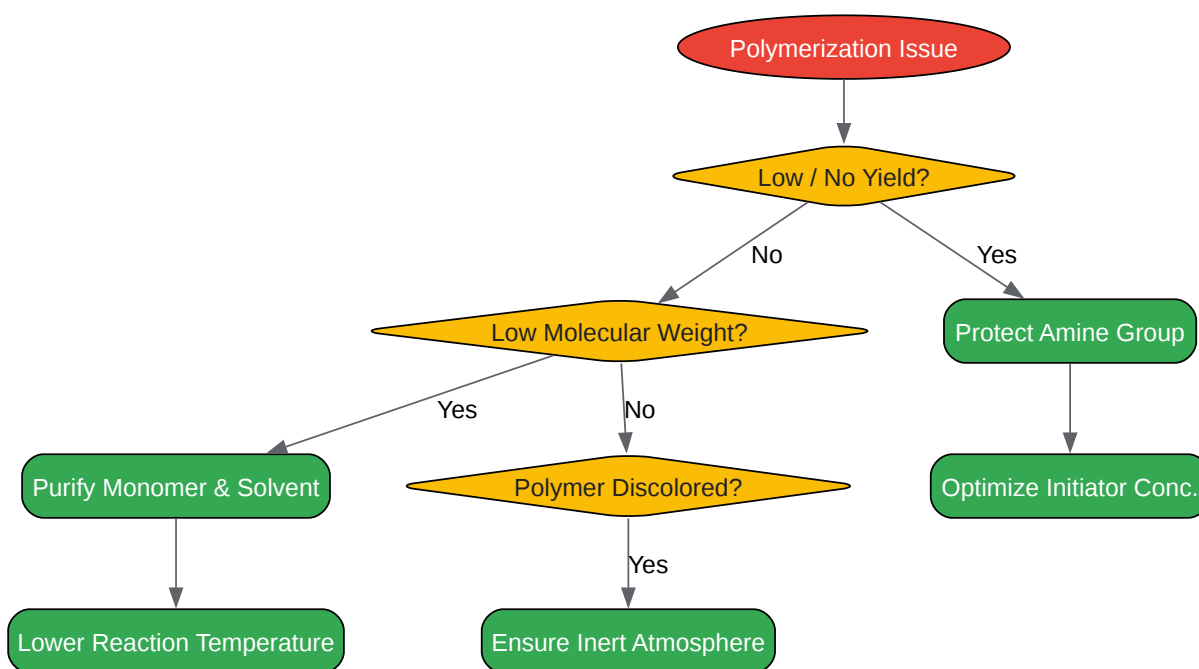 Polymerization Issue
Low / No Yield?
No
Yes
Low Molecular Weight?
Protect Amine Group
Yes
No
Purify Monomer & Solvent
Polymer Discolored?
Optimize Initiator Conc.
Yes
Lower Reaction Temperature
Ensure Inert Atmosphere